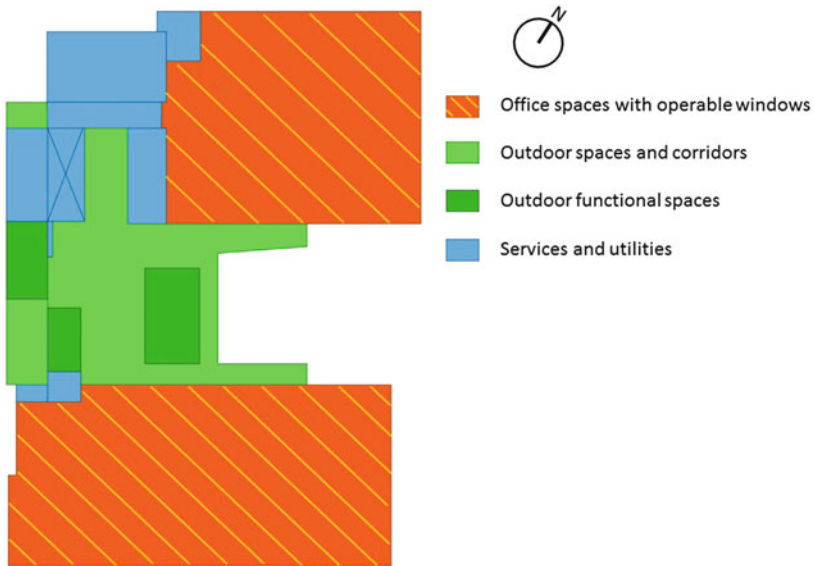 N
Office spaces with operable windows
Outdoor spaces and corridors
Outdoor functional spaces
Services and utilities